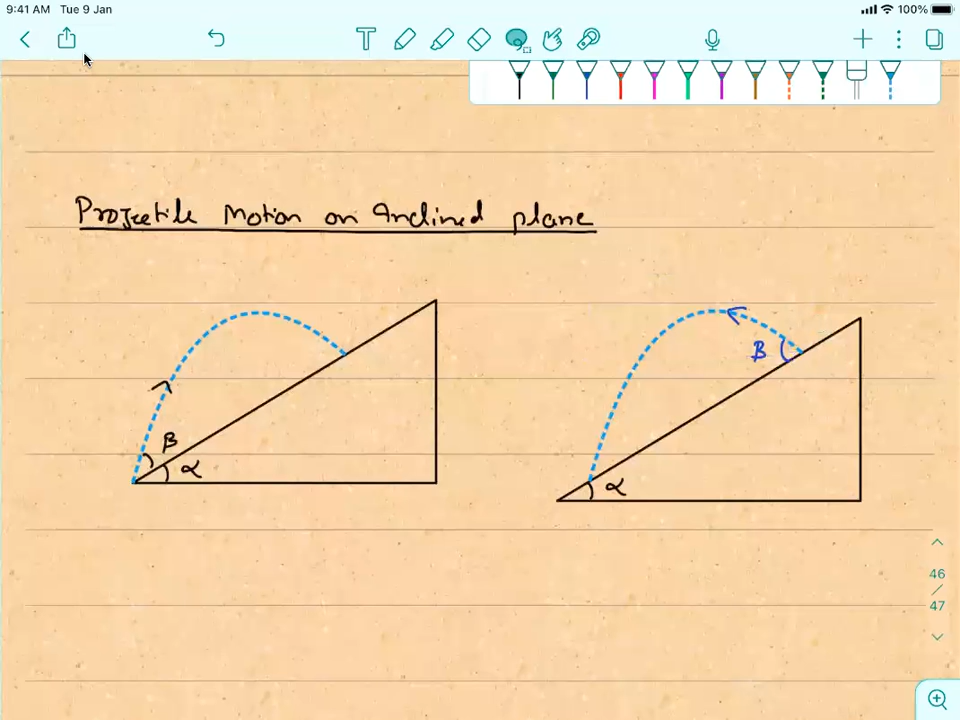 9:41 AM Tue 9 Jan
100%
T
Projectile Motion on Inclined plane
β
α
β
α
46
/
47